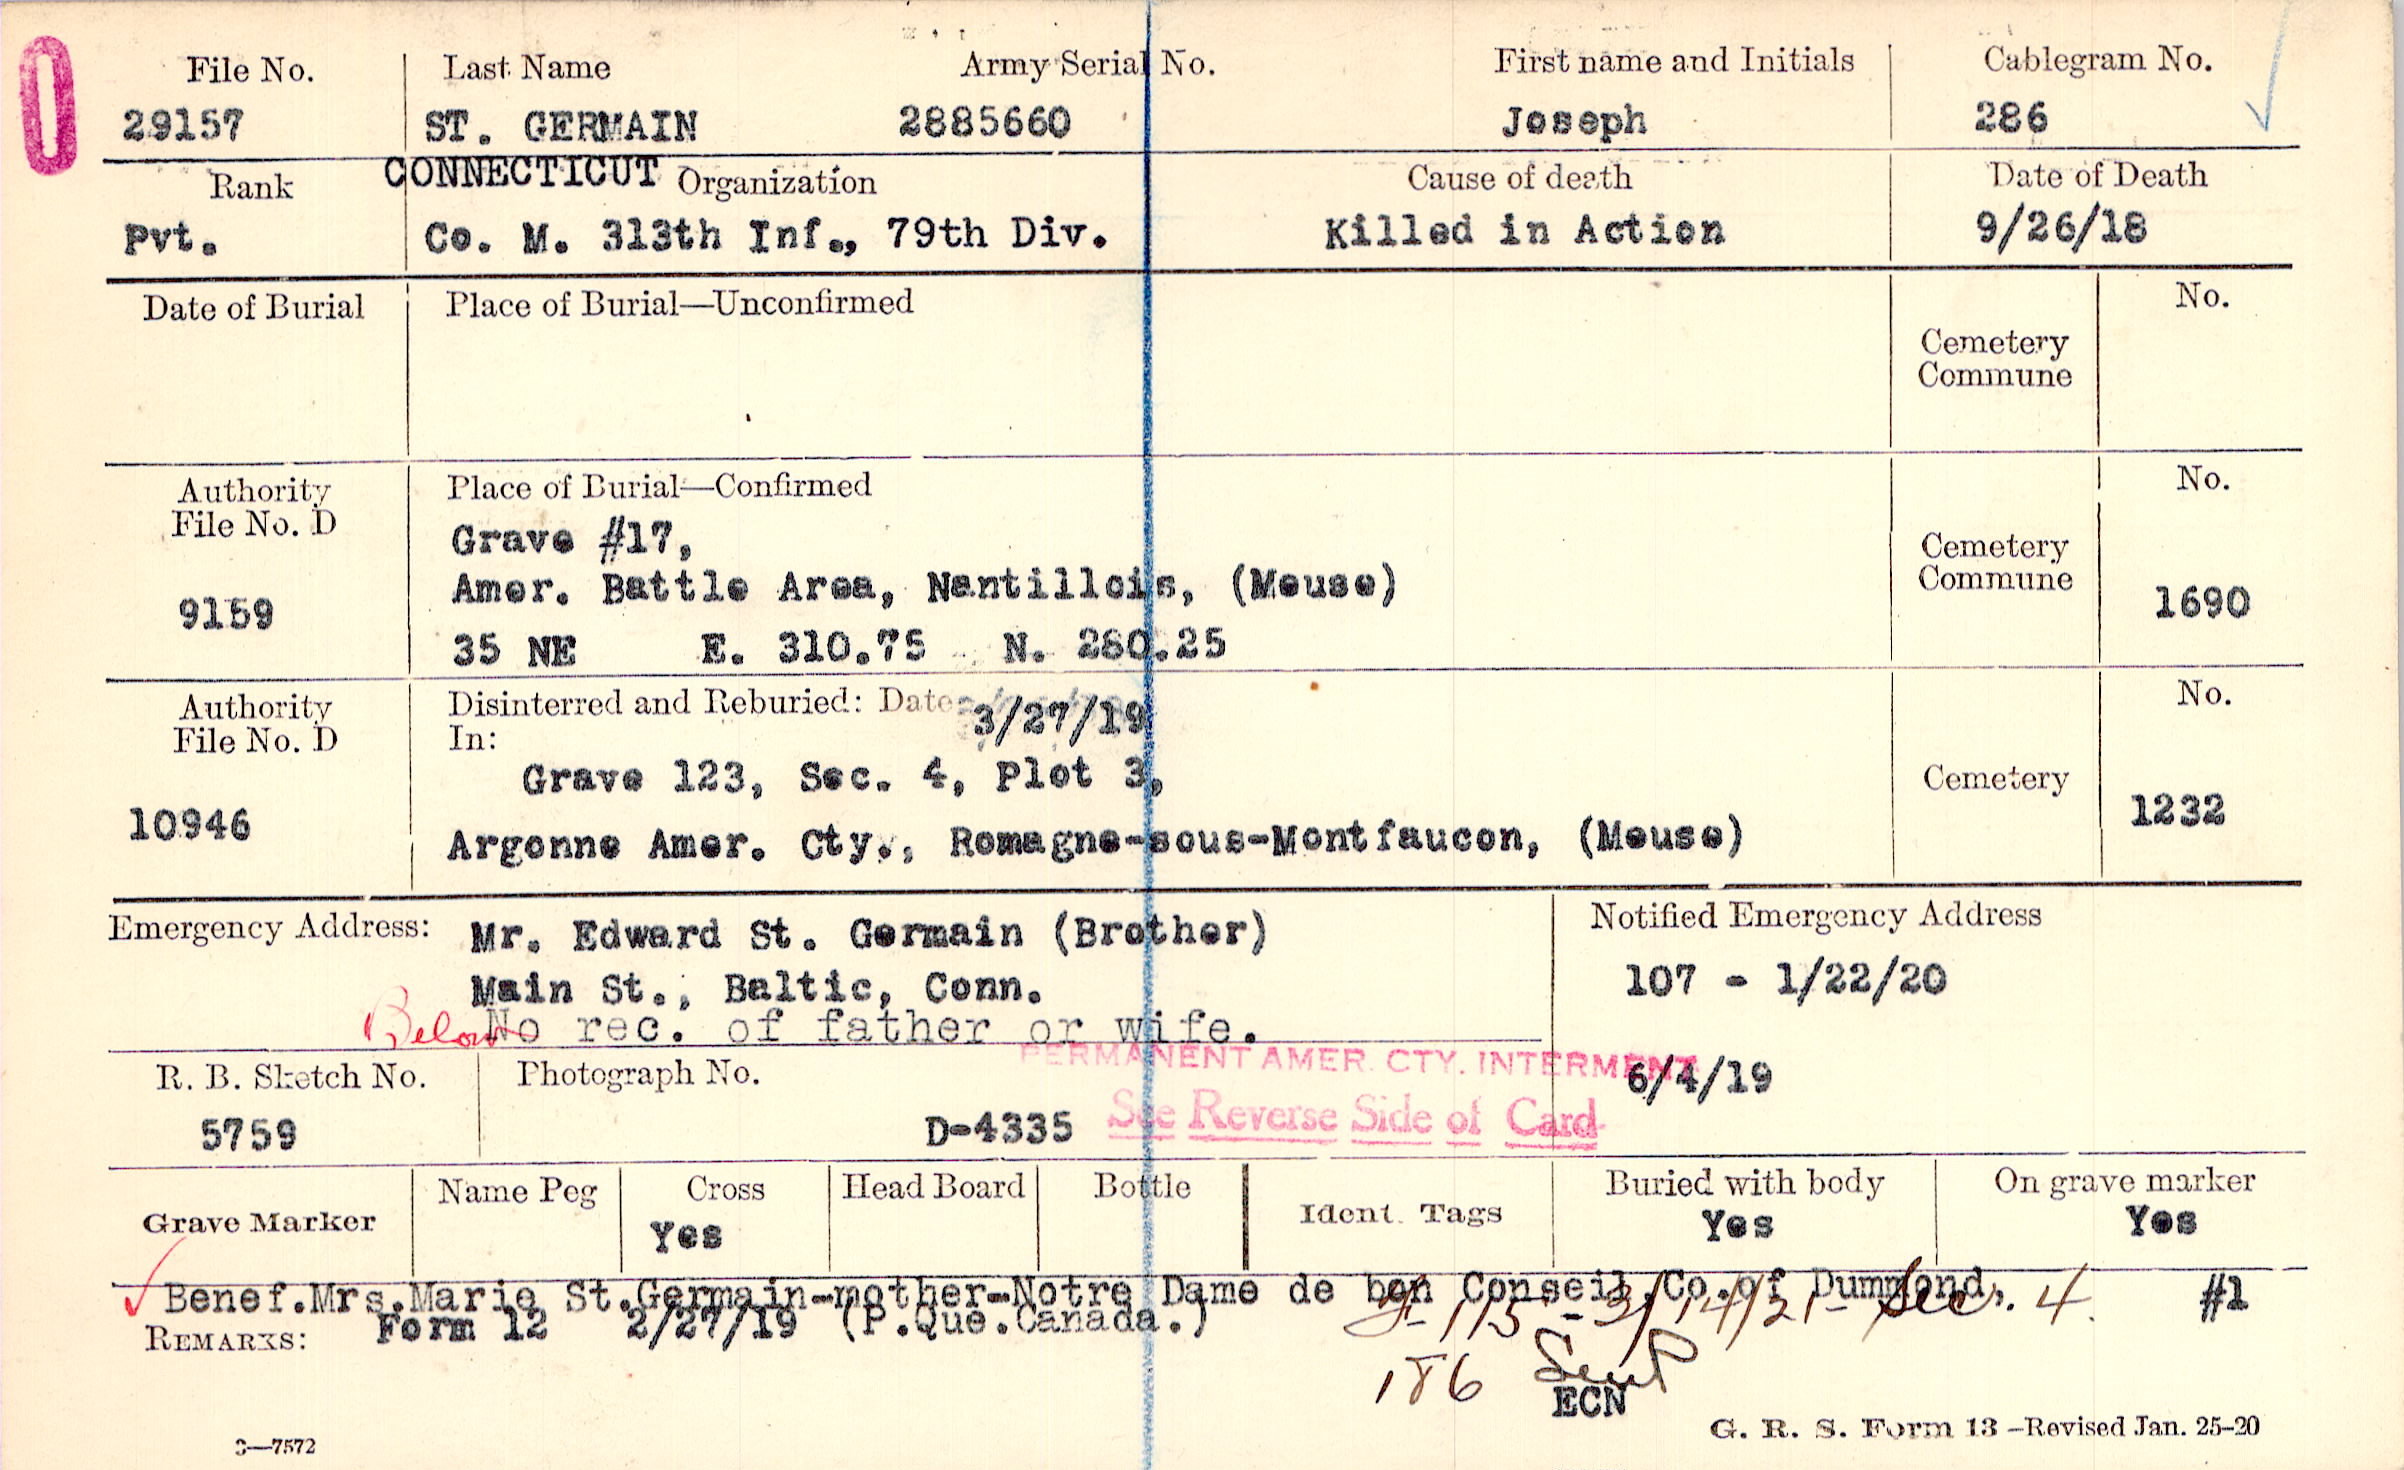 File No. Last Name Army Serial No. First name and Initials Cablegram No.
29157 ST. GERMAIN 2885660 Joseph 286
Rank CONNECTICUT Organization Cause of death Date of Death
Pvt. Co. M. 313th Inf., 79th Div. Killed in Action 9/26/18
Date of Burial Place of Burial—Unconfirmed No.
Cemetery
Commune
Authority Place of Burial—Confirmed No.
File No. D
Grave #17,
Cemetery
Commune
Amer. Battle Area, Nantillois, (Meuse)
9159 1690
35 NE E. 310.75 N. 280.25
Authority Disinterred and Reburied: Date 3/27/19 No.
File No. D In:
Grave 123, Sec. 4, Plot 3, Cemetery
10946 1232
Argonne Amer. Cty., Romagne-sous-Montfaucon, (Meuse)
Emergency Address: Mr. Edward St. Germain (Brother) Notified Emergency Address
Main St., Baltic, Conn. 107 - 1/22/20
Below No rec. of father or wife.
PERMANENT AMER. CTY. INTERMENT
R. B. Sketch No. Photograph No. 6/4/19
5759 D-4335 See Reverse Side of Card
Grave Marker Name Peg Cross Head Board Bottle Ident. Tags Buried with body On grave marker
Yes Yes Yes
Benef.Mrs.Marie St.Germain-mother-Notre Dame de bon Conseil,Co.of Dummond, #1
Form 12 2/27/19 (P.Que.Canada.) 115 - 3/14/21 - Sec. 4.
REMARKS:
186 Sent
ECN
G. R. S. Form 13 —Revised Jan. 25-20
3—7572